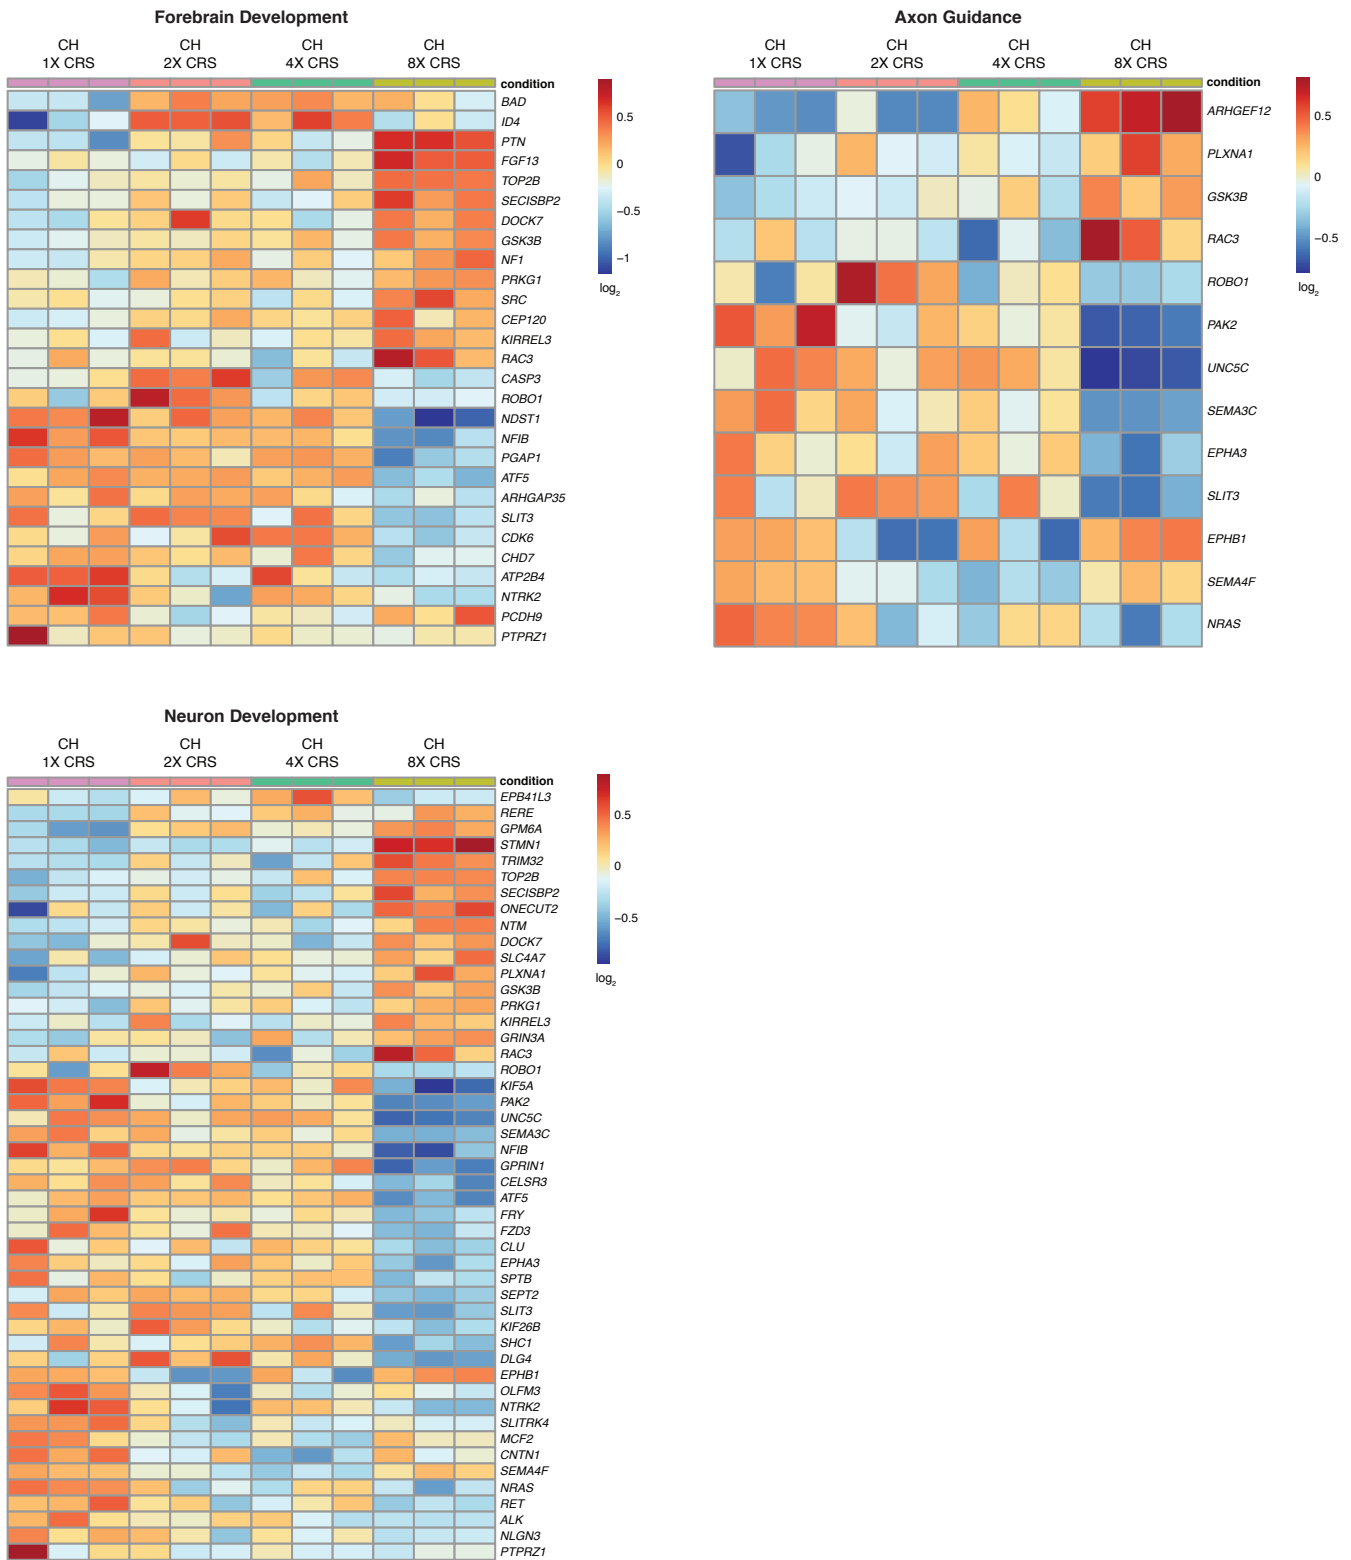 Forebrain Development
CH CH CH CH
1X CRS 2X CRS 4X CRS 8X CRS
condition
BAD
ID4
PTN
FGF13
TOP2B
SECISBP2
DOCK7
GSK3B
NF1
PRKG1
SRC
CEP120
KIRREL3
RAC3
CASP3
ROBO1
NDST1
NFIB
PGAP1
ATF5
ARHGAP35
SLIT3
CDK6
CHD7
ATP2B4
NTRK2
PCDH9
PTPRZ1
0.5
0
−0.5
−1
log2
Axon Guidance
CH CH CH CH
1X CRS 2X CRS 4X CRS 8X CRS
condition
ARHGEF12
PLXNA1
GSK3B
RAC3
ROBO1
PAK2
UNC5C
SEMA3C
EPHA3
SLIT3
EPHB1
SEMA4F
NRAS
0.5
0
−0.5
log2
Neuron Development
CH CH CH CH
1X CRS 2X CRS 4X CRS 8X CRS
condition
EPB41L3
RERE
GPM6A
STMN1
TRIM32
TOP2B
SECISBP2
ONECUT2
NTM
DOCK7
SLC4A7
PLXNA1
GSK3B
PRKG1
KIRREL3
GRIN3A
RAC3
ROBO1
KIF5A
PAK2
UNC5C
SEMA3C
NFIB
GPRIN1
CELSR3
ATF5
FRY
FZD3
CLU
EPHA3
SPTB
SEPT2
SLIT3
KIF26B
SHC1
DLG4
EPHB1
OLFM3
NTRK2
SLITRK4
MCF2
CNTN1
SEMA4F
NRAS
RET
ALK
NLGN3
PTPRZ1
0.5
0
−0.5
log2